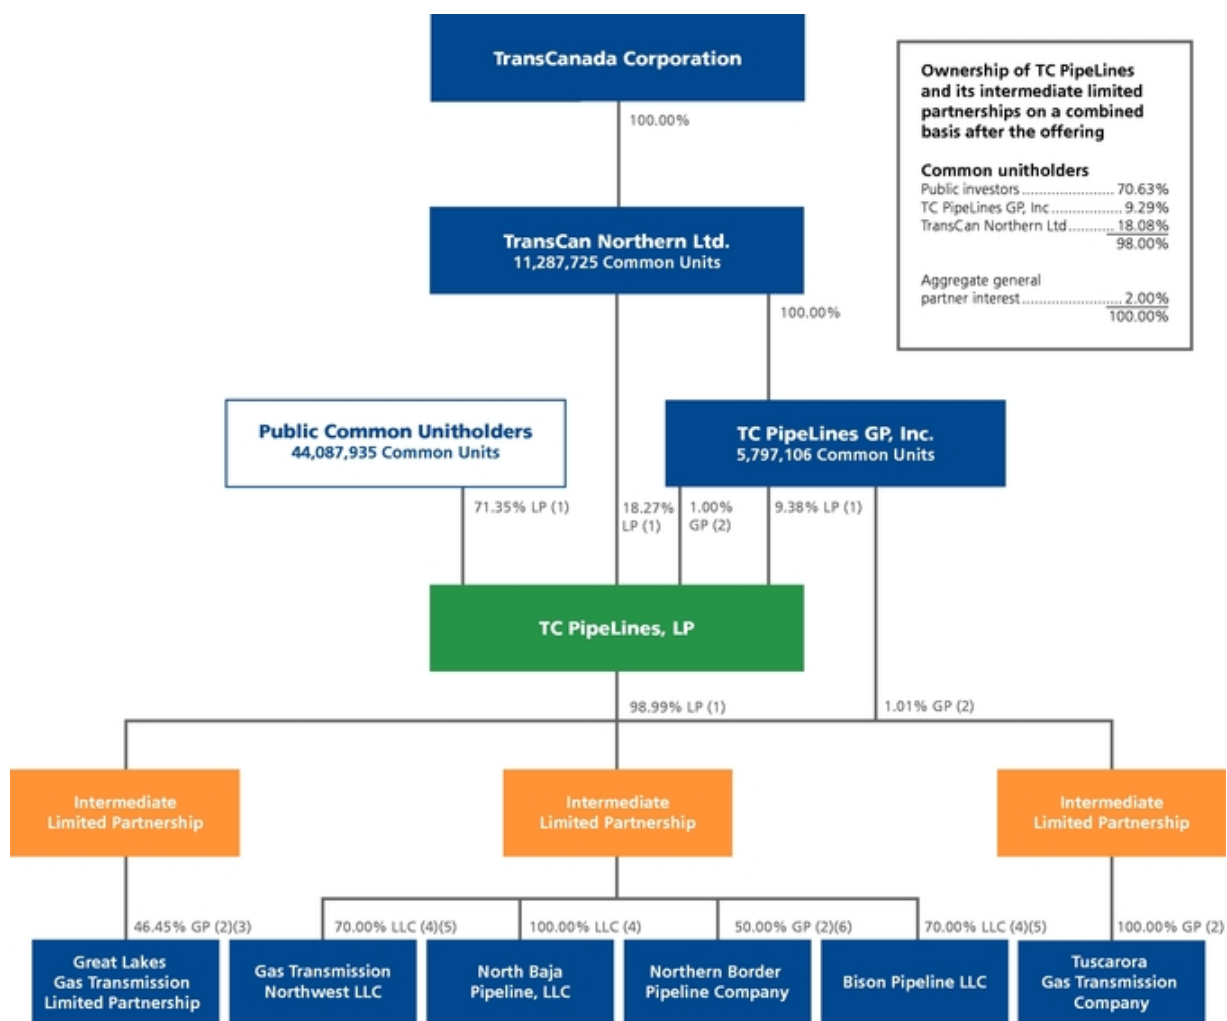 TransCanada Corporation
Ownership of TC PipeLines
and its intermediate limited
partnerships on a combined
basis after the offering
Common unitholders
Public investors ....................... 70.63%
TC PipeLines GP, Inc ................. 9.29%
TransCan Northern Ltd ........... 18.08%
98.00%
Aggregate general
partner interest ......................... 2.00%
100.00%
100.00%
TransCan Northern Ltd.
11,287,725 Common Units
100.00%
Public Common Unitholders
44,087,935 Common Units
TC PipeLines GP, Inc.
5,797,106 Common Units
71.35% LP (1)
18.27%
LP (1)
1.00%
GP (2)
9.38% LP (1)
TC PipeLines, LP
98.99% LP (1)
1.01% GP (2)
Intermediate
Limited Partnership
Intermediate
Limited Partnership
Intermediate
Limited Partnership
46.45% GP (2)(3)
70.00% LLC (4)(5)
100.00% LLC (4)
50.00% GP (2)(6)
70.00% LLC (4)(5)
100.00% GP (2)
Great Lakes
Gas Transmission
Limited Partnership
Gas Transmission
Northwest LLC
North Baja
Pipeline, LLC
Northern Border
Pipeline Company
Bison Pipeline LLC
Tuscarora
Gas Transmission
Company